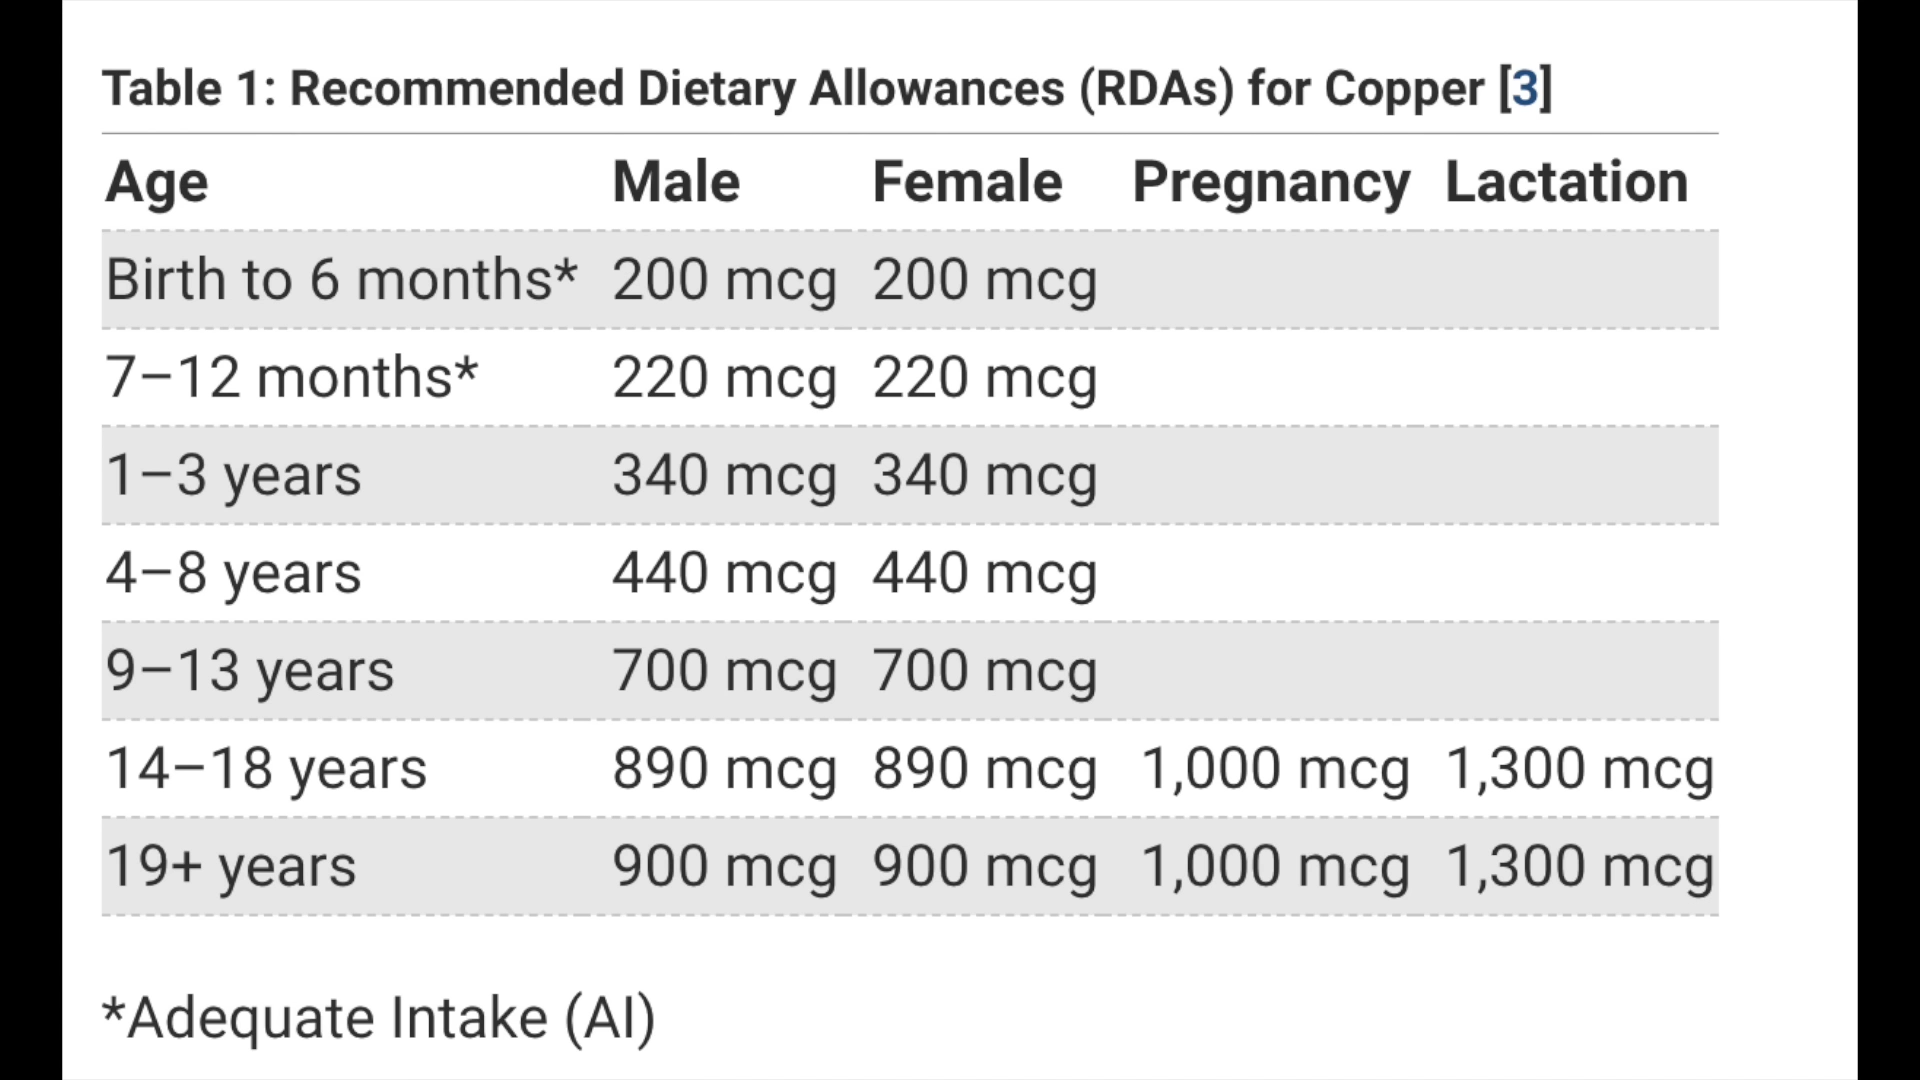 Table 1: Recommended Dietary Allowances (RDAs) for Copper [3]
Age Male Female Pregnancy Lactation
Birth to 6 months* 200 mcg 200 mcg
7–12 months* 220 mcg 220 mcg
1–3 years 340 mcg 340 mcg
4–8 years 440 mcg 440 mcg
9–13 years 700 mcg 700 mcg
14–18 years 890 mcg 890 mcg 1,000 mcg 1,300 mcg
19+ years 900 mcg 900 mcg 1,000 mcg 1,300 mcg
*Adequate Intake (AI)